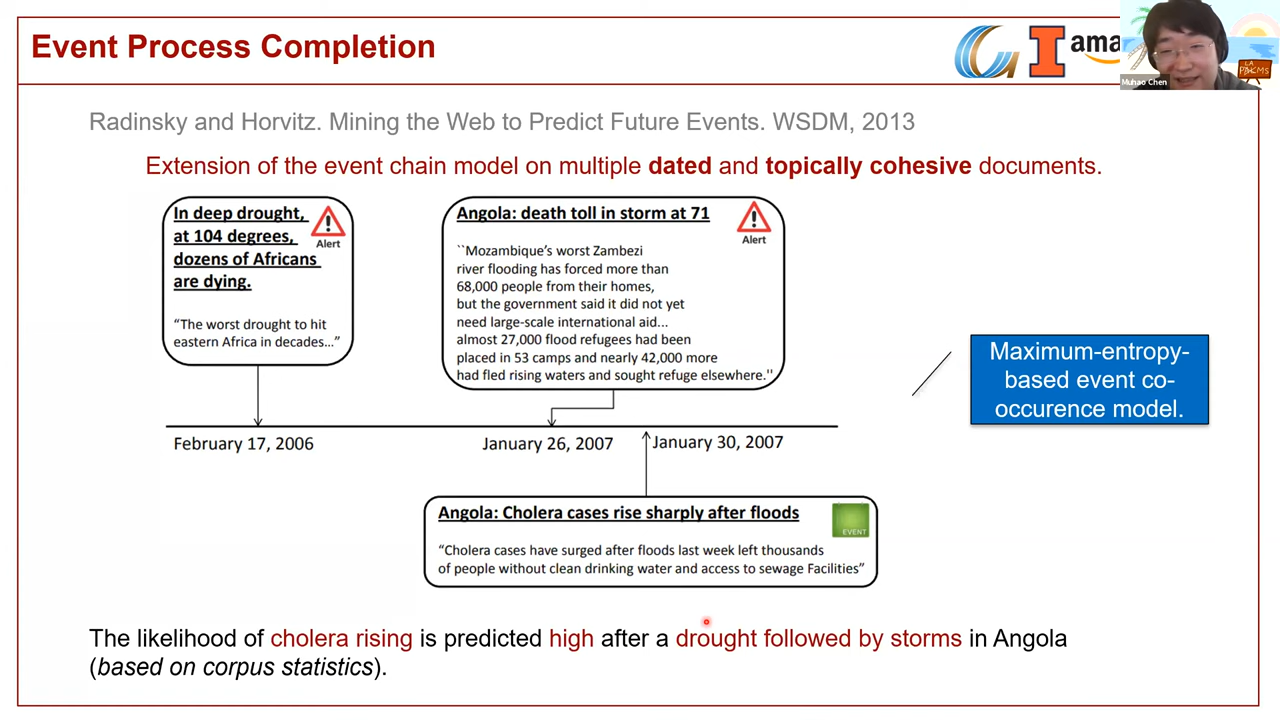 Event Process Completion
ama
Muhao Chen
LA
Radinsky and Horvitz. Mining the Web to Predict Future Events. WSDM, 2013
Extension of the event chain model on multiple dated and topically cohesive documents.
In deep drought,
at 104 degrees,
dozens of Africans
are dying.
Alert
“The worst drought to hit
eastern Africa in decades…”
Angola: death toll in storm at 71
Alert
``Mozambique's worst Zambezi
river flooding has forced more than
68,000 people from their homes,
but the government said it did not yet
need large-scale international aid...
almost 27,000 flood refugees had been
placed in 53 camps and nearly 42,000 more
had fled rising waters and sought refuge elsewhere.''
Maximum-entropy-
based event co-
occurence model.
February 17, 2006
January 26, 2007
January 30, 2007
Angola: Cholera cases rise sharply after floods
EVENT
“Cholera cases have surged after floods last week left thousands
of people without clean drinking water and access to sewage Facilities”
The likelihood of cholera rising is predicted high after a drought followed by storms in Angola
(based on corpus statistics).